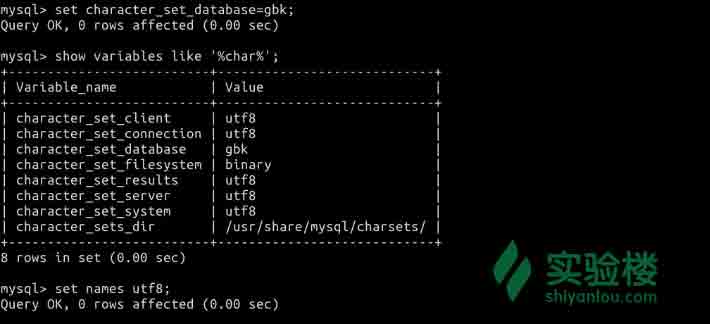 mysql> set character_set_database=gbk;
Query OK, 0 rows affected (0.00 sec)
mysql> show variables like '%char%';
+--------------------------+----------------------------+
| Variable_name | Value |
+--------------------------+----------------------------+
| character_set_client | utf8 |
| character_set_connection | utf8 |
| character_set_database | gbk |
| character_set_filesystem | binary |
| character_set_results | utf8 |
| character_set_server | utf8 |
| character_set_system | utf8 |
| character_sets_dir | /usr/share/mysql/charsets/ |
+--------------------------+----------------------------+
8 rows in set (0.00 sec)
mysql> set names utf8;
Query OK, 0 rows affected (0.00 sec)
实验楼
shiyanlou.com